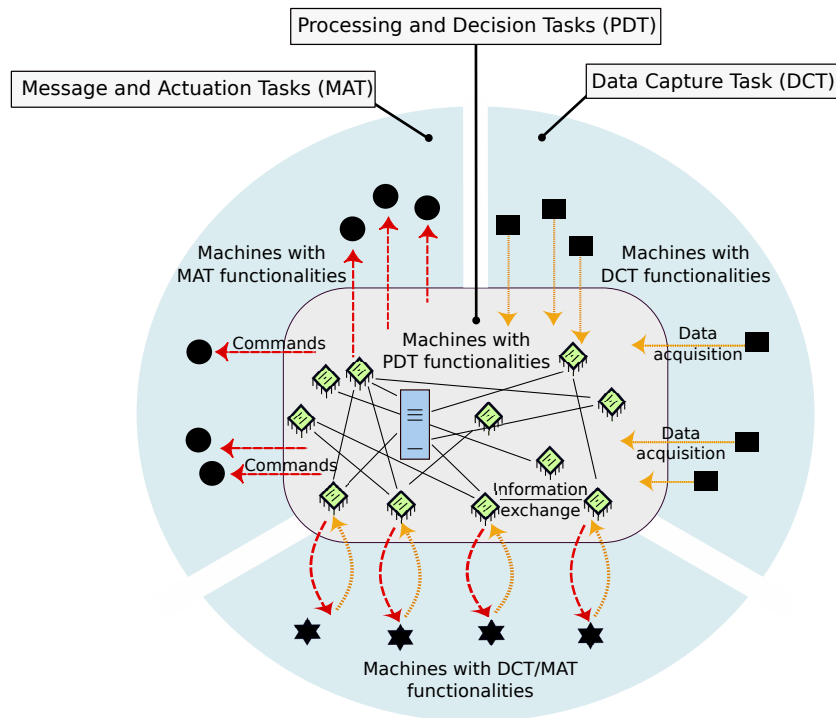 Processing and Decision Tasks (PDT)
Message and Actuation Tasks (MAT)
Data Capture Task (DCT)
Machines with
MAT functionalities
Machines with
DCT functionalities
Machines with
PDT functionalities
Commands
Data
acquisition
Commands
Data
acquisition
Information
exchange
Machines with DCT/MAT
functionalities